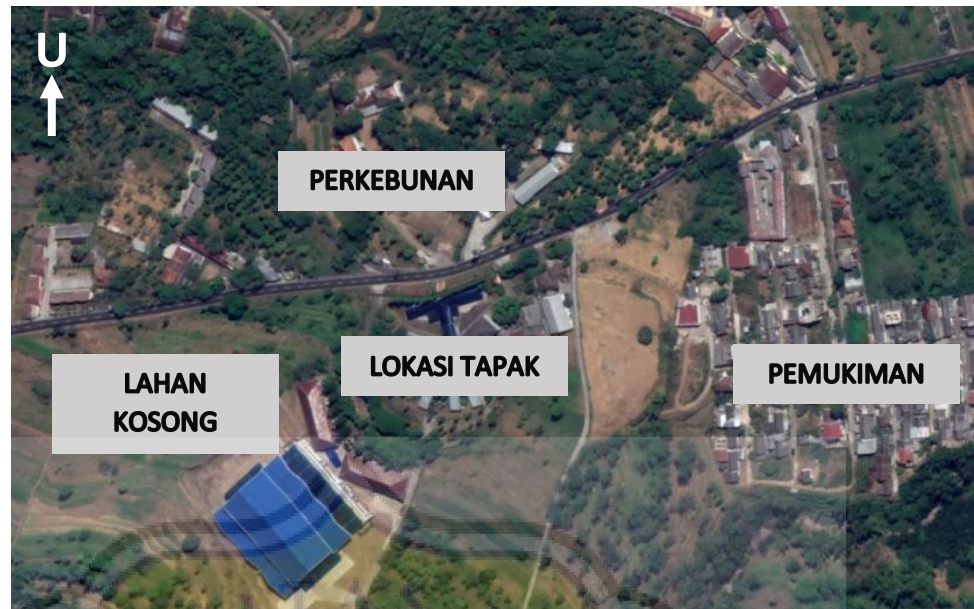 U
PERKEBUNAN
LOKASI TAPAK
LAHAN
KOSONG
PEMUKIMAN